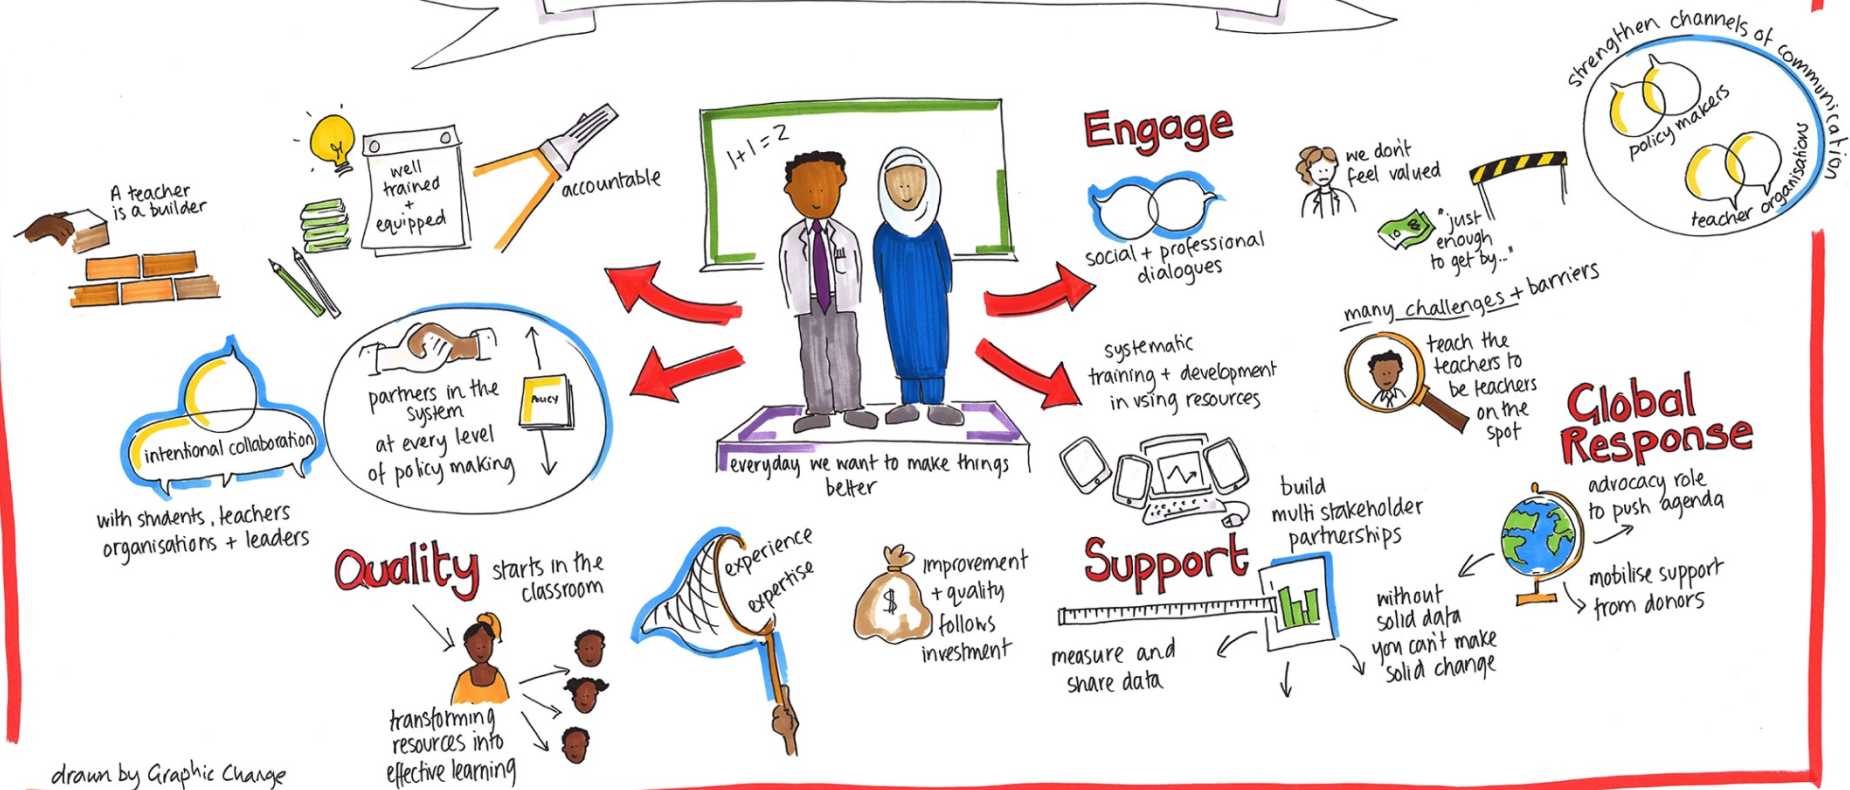 A teacher
is a builder
well
trained
+
equipped
accountable
1+1=2
Engage
social + professional
dialogues
we don't
feel valued
"just
enough
to get by..."
many challenges + barriers
strengthen channels of communication
policy makers
teacher organisations
intentional collaboration
with students, teachers
organisations + leaders
partners in the
system
at every level
of policy making
POLICY
everyday we want to make things
better
systematic
training + development
in using resources
teach the
teachers to
be teachers
on the
spot
Global
Response
advocacy role
to push agenda
mobilise support
from donors
Quality
starts in the
classroom
transforming
resources into
effective learning
experience
expertise
$
improvement
+ quality
follows
investment
Support
build
multi stakeholder
partnerships
measure and
share data
without
solid data
you can't make
solid change
drawn by Graphic Change